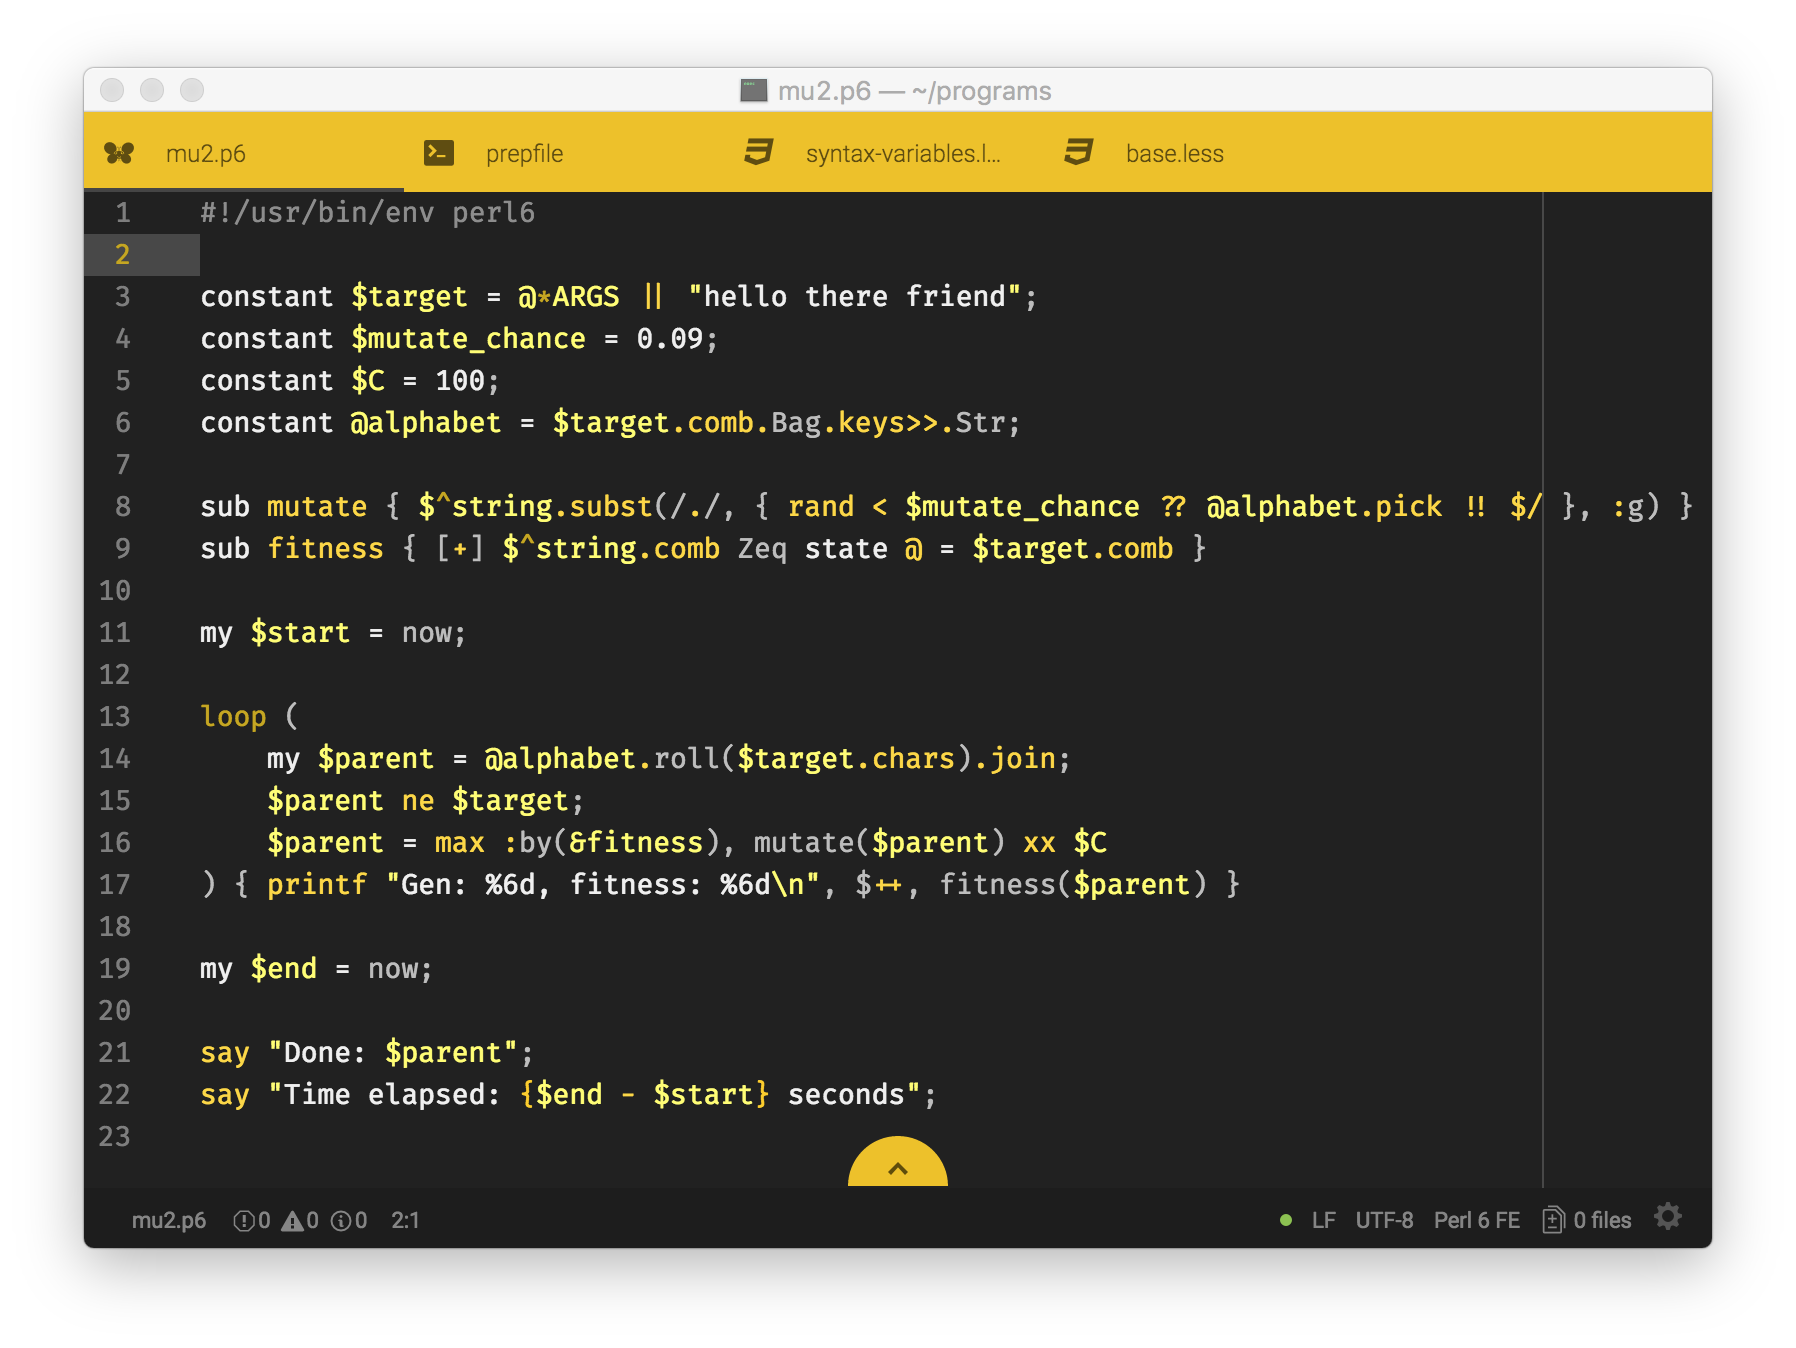 mu2.p6 — ~/programs
mu2.p6 prepfile syntax-variables.l... base.less
1 #!/usr/bin/env perl6
2
3 constant $target = @*ARGS || "hello there friend";
4 constant $mutate_chance = 0.09;
5 constant $C = 100;
6 constant @alphabet = $target.comb.Bag.keys>>.Str;
7
8 sub mutate { $^string.subst(/./, { rand < $mutate_chance ?? @alphabet.pick !! $/ }, :g) }
9 sub fitness { [+] $^string.comb Zeq state @ = $target.comb }
10
11 my $start = now;
12
13 loop (
14     my $parent = @alphabet.roll($target.chars).join;
15     $parent ne $target;
16     $parent = max :by(&fitness), mutate($parent) xx $C
17 ) { printf "Gen: %6d, fitness: %6d\n", $++, fitness($parent) }
18
19 my $end = now;
20
21 say "Done: $parent";
22 say "Time elapsed: {$end - $start} seconds";
23
mu2.p6 0 0 0 2:1 LF UTF-8 Perl 6 FE 0 files